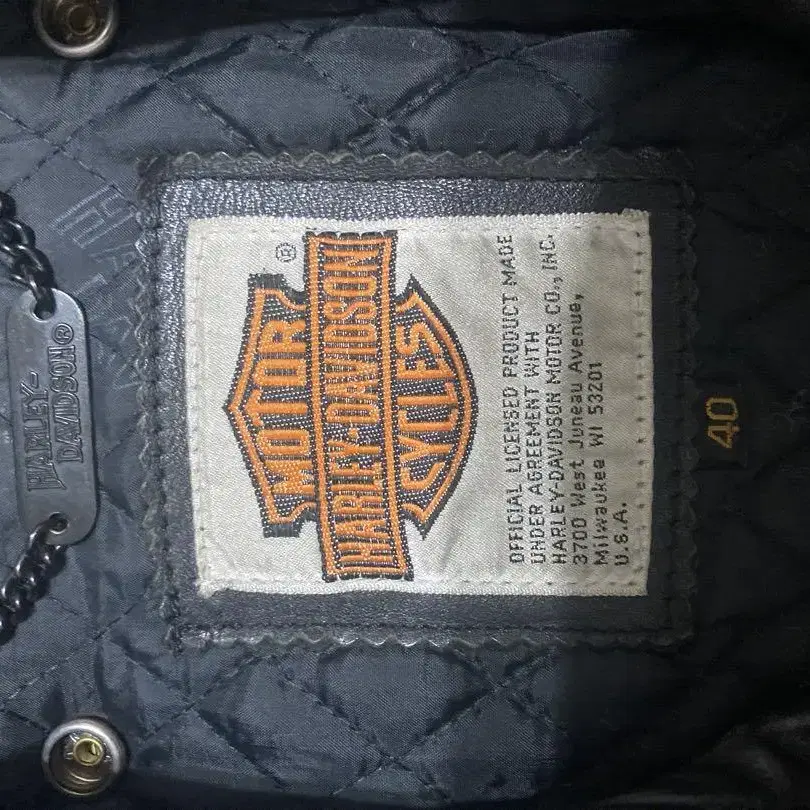 HARLEY-
DAVIDSON®
MOTOR
®
HARLEY-DAVIDSON
CYCLES
OFFICIAL LICENSED PRODUCT MADE
UNDER AGREEMENT WITH
HARLEY-DAVIDSON MOTOR CO., INC.
3700 West Juneau Avenue,
Milwaukee WI 53201
U.S.A.
40